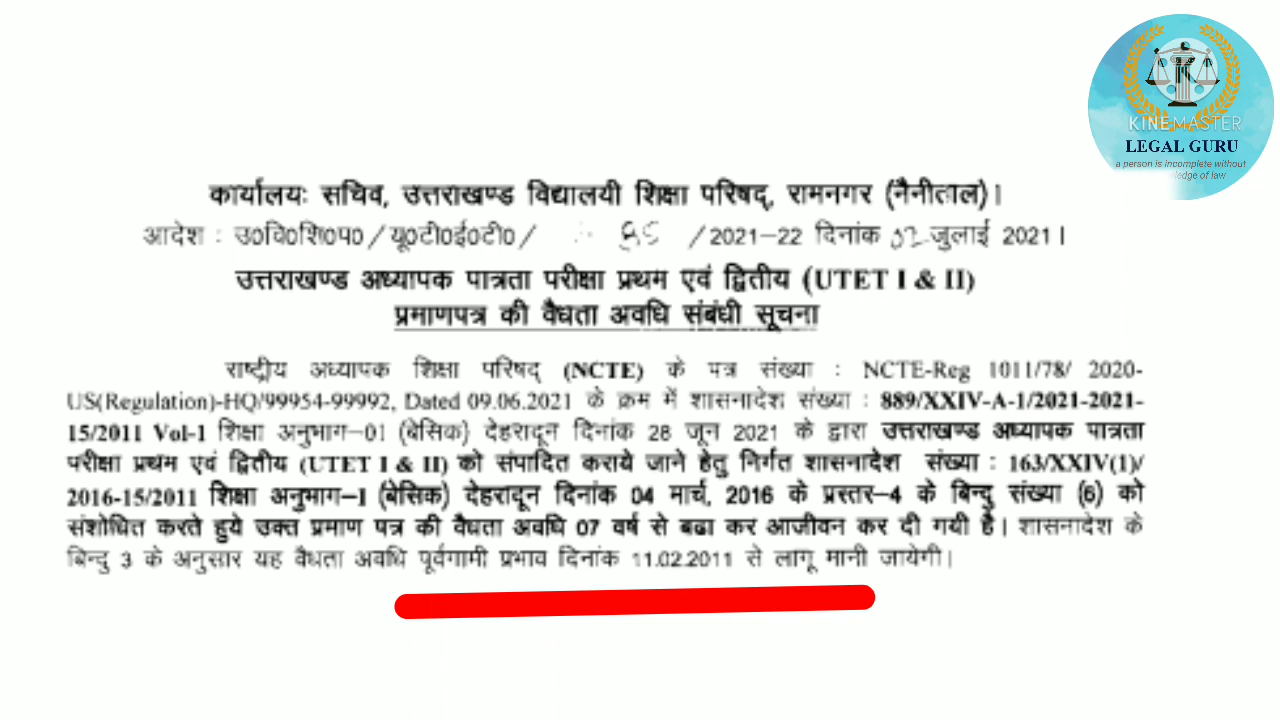 KINEMASTER
LEGAL GURU
a person is incomplete without
ledge of law
कार्यालयः सचिव, उत्तराखण्ड विद्यालयी शिक्षा परिषद्, रामनगर (नैनीताल)।
आदेश : उ0वि0शि0प0/यू0टी0ई0टी0/ /2021-22 दिनांक 02 जुलाई 2021।
उत्तराखण्ड अध्यापक पात्रता परीक्षा प्रथम एवं द्वितीय (UTET I & II)
प्रमाणपत्र की वैधता अवधि संबंधी सूचना
राष्ट्रीय अध्यापक शिक्षा परिषद् (NCTE) के पत्र संख्या : NCTE-Reg 1011/78/ 2020-
US(Regulation)-HQ/99954-99992, Dated 09.06.2021 के क्रम में शासनादेश संख्या : 889/XXIV-A-1/2021-2021-
15/2011 Vol-1 शिक्षा अनुभाग-01 (बेसिक) देहरादून दिनांक 28 जून 2021 के द्वारा उत्तराखण्ड अध्यापक पात्रता
परीक्षा प्रथम एवं द्वितीय (UTET I & II) को संपादित कराये जाने हेतु निर्गत शासनादेश संख्या : 163/XXIV(1)/
2016-15/2011 शिक्षा अनुभाग-I (बेसिक) देहरादून दिनांक 04 मार्च, 2016 के प्रस्तर-4 के बिन्दु संख्या (6) को
संशोधित करते हुये उक्त प्रमाण पत्र की वैधता अवधि 07 वर्ष से बढा कर आजीवन कर दी गयी है। शासनादेश के
बिन्दु 3 के अनुसार यह वैधता अवधि पूर्वगामी प्रभाव दिनांक 11.02.2011 से लागू मानी जायेगी।